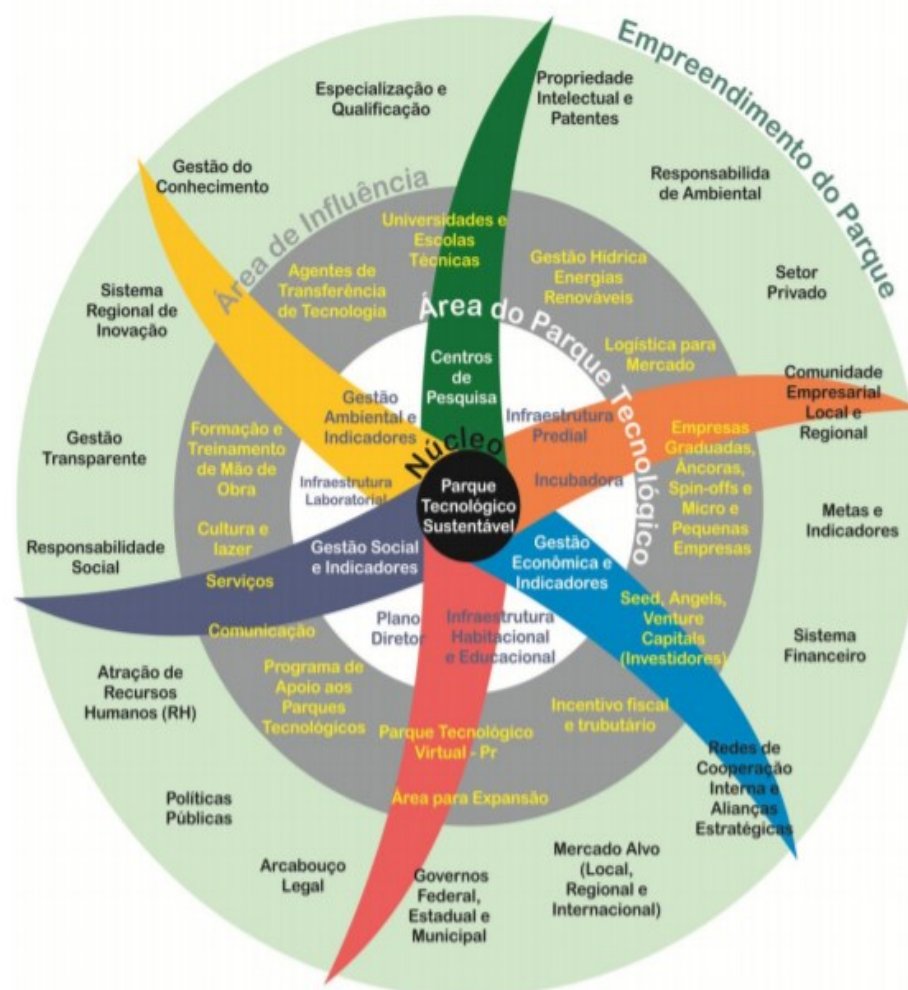 Empreendimento do Parque
Especialização e
Qualificação
Propriedade
Intelectual e
Patentes
Gestão do
Conhecimento
Responsabilida
de Ambiental
Área de Influência
Universidades e
Escolas
Técnicas
Agentes de
Transferência
de Tecnologia
Gestão Hídrica
Energias
Renováveis
Setor
Privado
Sistema
Regional de
Inovação
Área do Parque Tecnológico
Logística para
Mercado
Centros
de
Pesquisa
Comunidade
Empresarial
Local e
Regional
Gestão
Ambiental e
Indicadores
Infraestrutura
Predial
Formação e
Treinamento
de Mão de
Obra
Gestão
Transparente
Núcleo
Empresas
Graduadas,
Âncoras,
Spin-offs e
Micro e
Pequenas
Empresas
Infraestrutura
Laboratorial
Parque
Tecnológico
Sustentável
Incubadora
Metas e
Indicadores
Cultura e
lazer
Responsabilidade
Social
Gestão Social
e Indicadores
Gestão
Econômica e
Indicadores
Serviços
Seed, Angels,
Venture
Capitals
(Investidores)
Comunicação
Plano
Diretor
Infraestrutura
Habitacional
e Educacional
Sistema
Financeiro
Atração de
Recursos
Humanos (RH)
Programa de
Apoio aos
Parques
Tecnológicos
Incentivo fiscal
e trubutário
Parque Tecnológico
Virtual - Pr
Redes de
Cooperação
Interna e
Alianças
Estratégicas
Área para Expansão
Políticas
Públicas
Arcabouço
Legal
Governos
Federal,
Estadual e
Municipal
Mercado Alvo
(Local,
Regional e
Internacional)